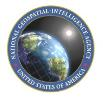 NATIONAL GEOSPATIAL-INTELLIGENCE AGENCY
UNITED STATES OF AMERICA